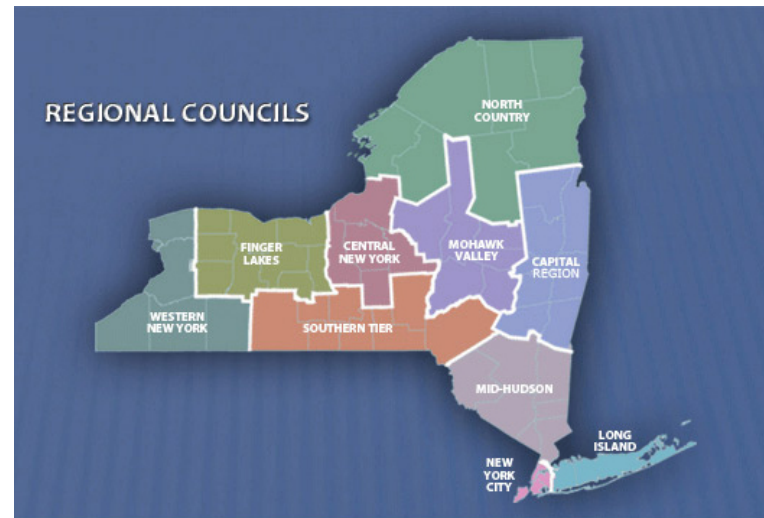 REGIONAL COUNCILS
NORTH
COUNTRY
FINGER
LAKES
CENTRAL
NEW YORK
MOHAWK
VALLEY
CAPITAL
REGION
WESTERN
NEW YORK
SOUTHERN TIER
MID-HUDSON
LONG
ISLAND
NEW
YORK
CITY